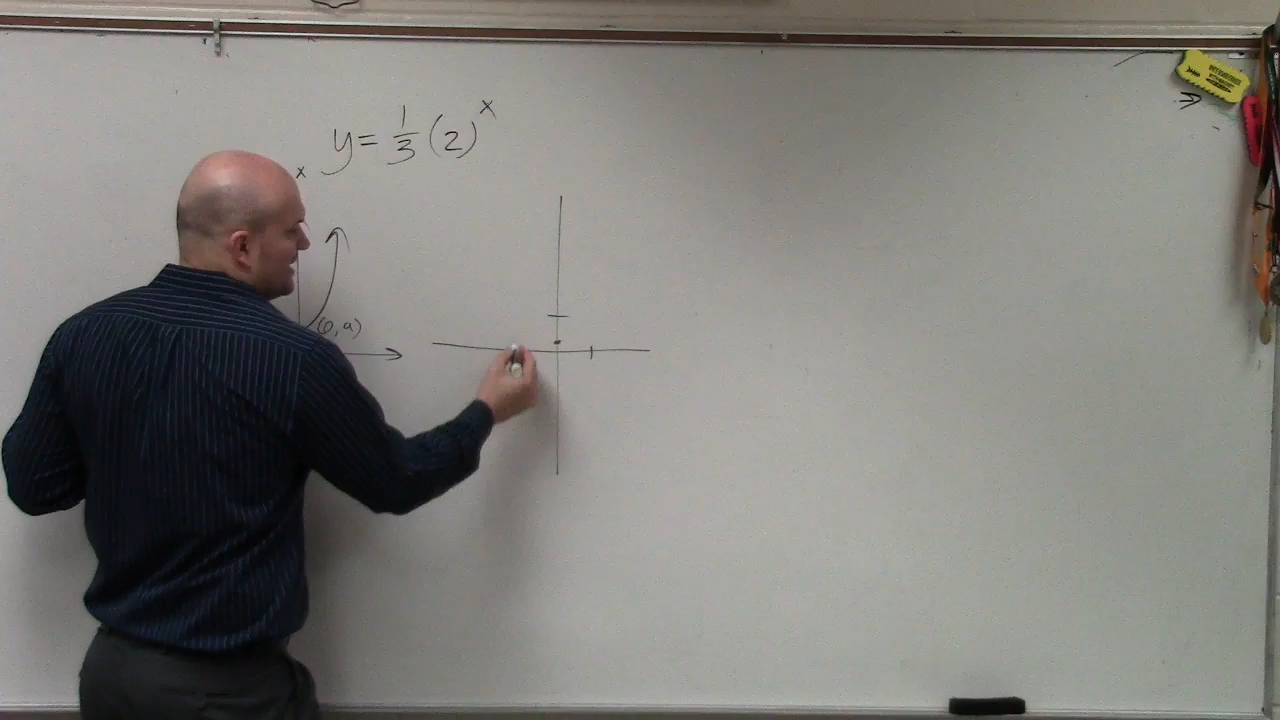 y = 1/3 (2)^x
x
(0, a)